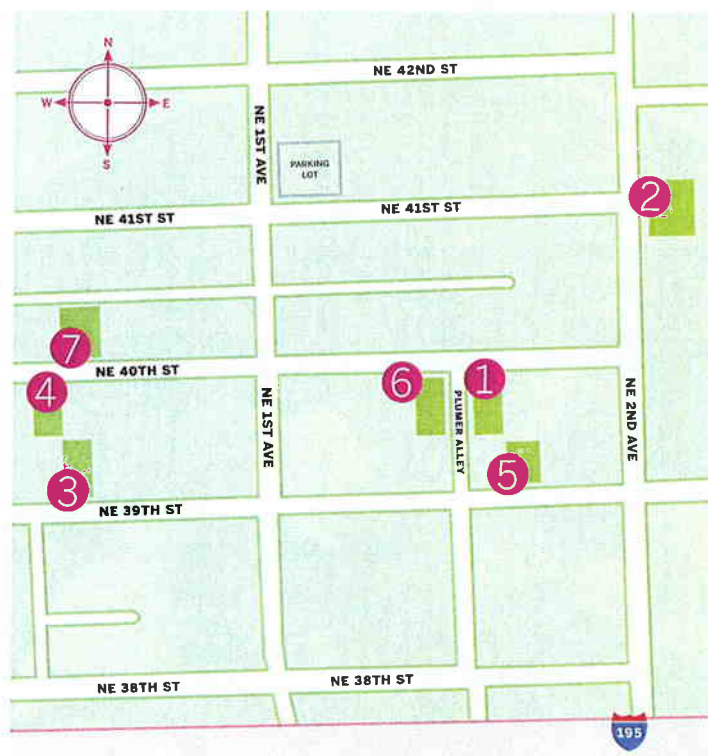 N
W E
S
NE 42ND ST
NE 1ST AVE
PARKING
LOT
2
NE 41ST ST
NE 41ST ST
7
NE 40TH ST
4
6
1
PLUMER ALLEY
NE 1ST AVE
NE 2ND AVE
3
5
NE 39TH ST
NE 38TH ST
NE 38TH ST
195